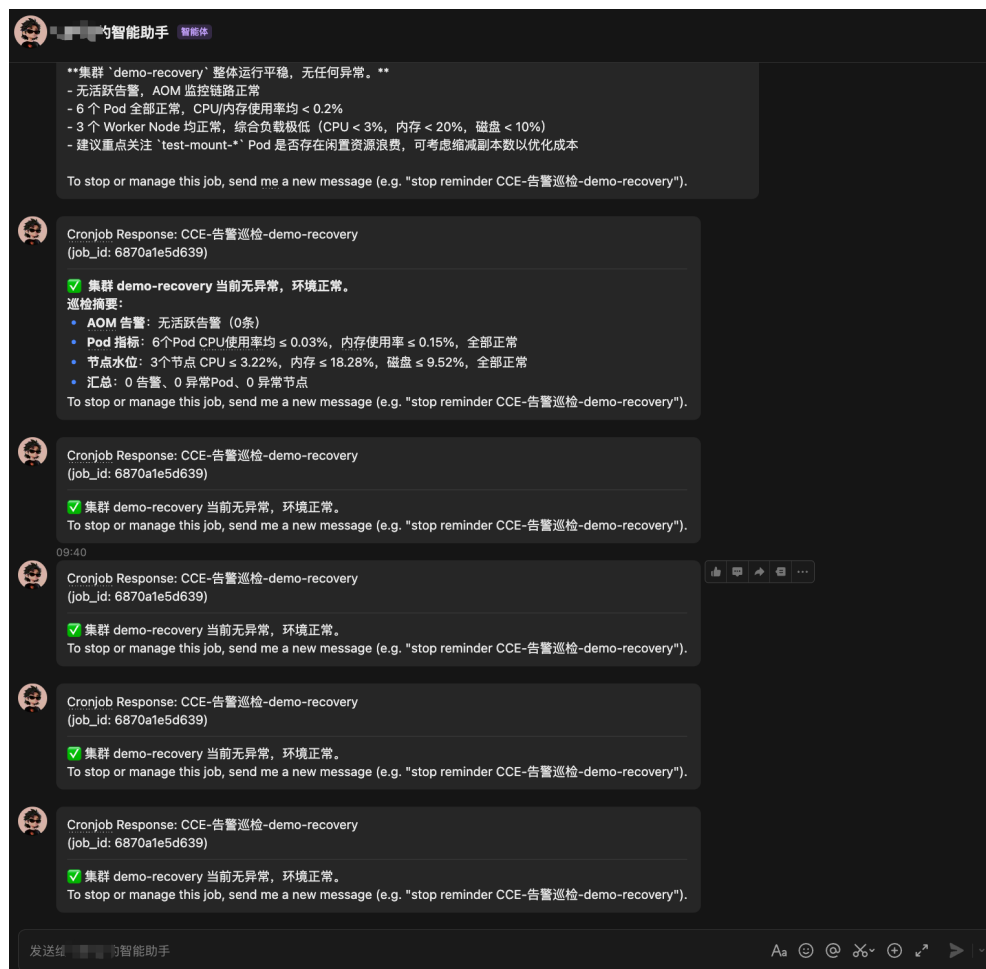 的智能助手 智能体
**集群 `demo-recovery` 整体运行平稳，无任何异常。**
- 无活跃告警，AOM 监控链路正常
- 6 个 Pod 全部正常，CPU/内存使用率均 < 0.2%
- 3 个 Worker Node 均正常，综合负载极低（CPU < 3%，内存 < 20%，磁盘 < 10%）
- 建议重点关注 `test-mount-*` Pod 是否存在闲置资源浪费，可考虑缩减副本数以优化成本
To stop or manage this job, send me a new message (e.g. "stop reminder CCE-告警巡检-demo-recovery").
Cronjob Response: CCE-告警巡检-demo-recovery
(job_id: 6870a1e5d639)
✅ 集群 demo-recovery 当前无异常，环境正常。
巡检摘要：
• AOM 告警：无活跃告警（0条）
• Pod 指标：6个Pod CPU使用率均 ≤ 0.03%，内存使用率 ≤ 0.15%，全部正常
• 节点水位：3个节点 CPU ≤ 3.22%，内存 ≤ 18.28%，磁盘 ≤ 9.52%，全部正常
• 汇总：0 告警、0 异常Pod、0 异常节点
To stop or manage this job, send me a new message (e.g. "stop reminder CCE-告警巡检-demo-recovery").
Cronjob Response: CCE-告警巡检-demo-recovery
(job_id: 6870a1e5d639)
✅ 集群 demo-recovery 当前无异常，环境正常。
To stop or manage this job, send me a new message (e.g. "stop reminder CCE-告警巡检-demo-recovery").
09:40
Cronjob Response: CCE-告警巡检-demo-recovery
(job_id: 6870a1e5d639)
✅ 集群 demo-recovery 当前无异常，环境正常。
To stop or manage this job, send me a new message (e.g. "stop reminder CCE-告警巡检-demo-recovery").
Cronjob Response: CCE-告警巡检-demo-recovery
(job_id: 6870a1e5d639)
✅ 集群 demo-recovery 当前无异常，环境正常。
To stop or manage this job, send me a new message (e.g. "stop reminder CCE-告警巡检-demo-recovery").
Cronjob Response: CCE-告警巡检-demo-recovery
(job_id: 6870a1e5d639)
✅ 集群 demo-recovery 当前无异常，环境正常。
To stop or manage this job, send me a new message (e.g. "stop reminder CCE-告警巡检-demo-recovery").
发送给 的智能助手 Aa